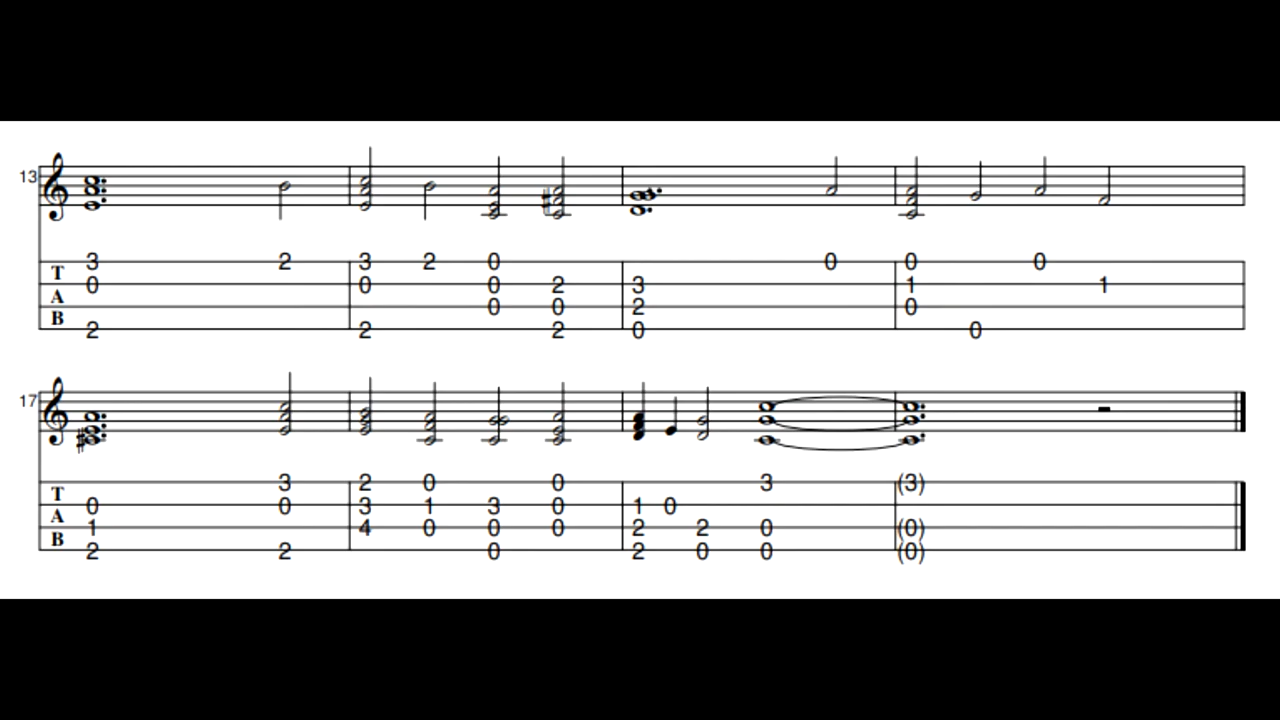 13
3 2 3 2 0 0 0 0
T 0 0 0 2 3 1 1
A 0 0 2 0
B 2 2 2 0 0
17
3 2 0 0 3 (3)
T 0 0 3 1 3 0 1 0
A 1 4 0 0 0 2 2 0 (0)
B 2 2 0 2 0 0 (0)